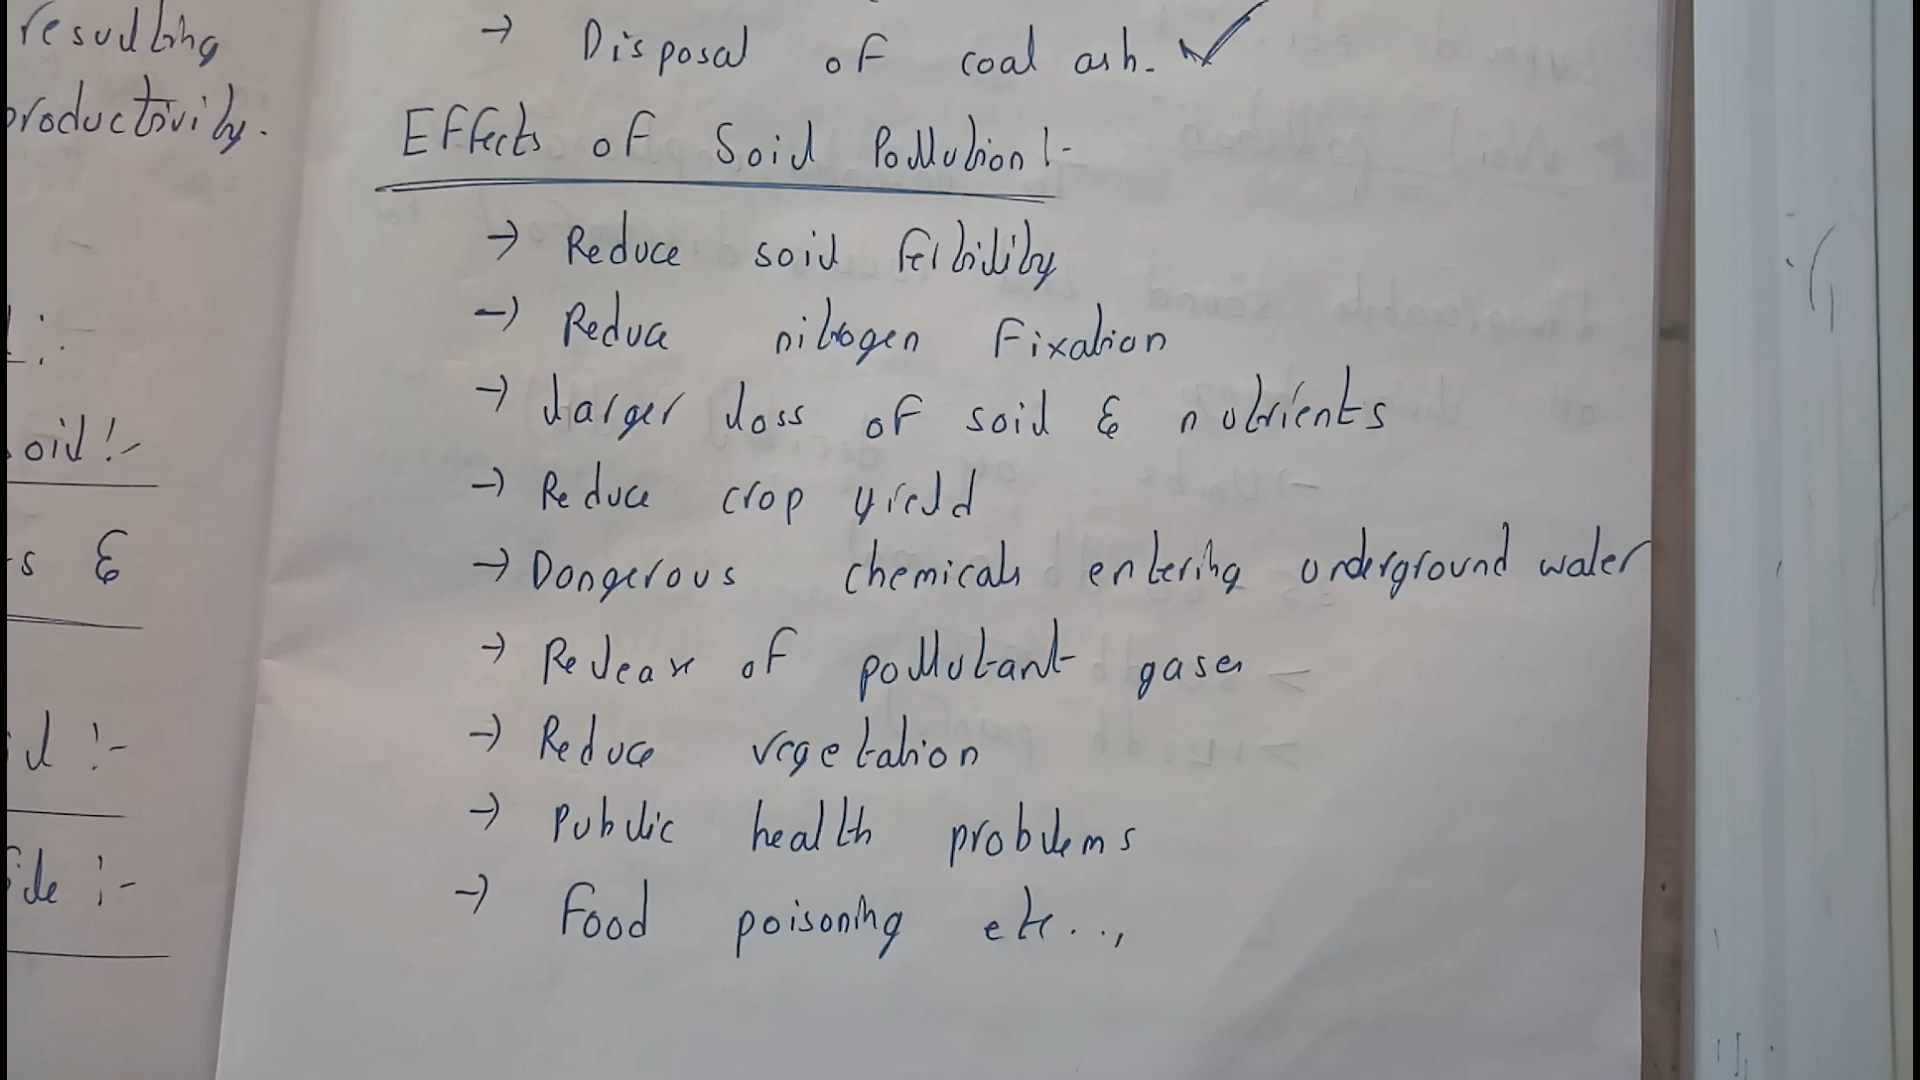 resulting
productivity.
oil :-
s &
→ Disposal of coal ash.
Effects of Soil Pollution :-
→ Reduce soil fertility
→ Reduce nitrogen Fixation
→ Larger loss of soil & nutrients
→ Reduce crop yield
→ Dangerous chemicals entering underground water
→ Release of pollutant gases
→ Reduce vegetation
→ Public health problems
→ Food poisoning etc..,